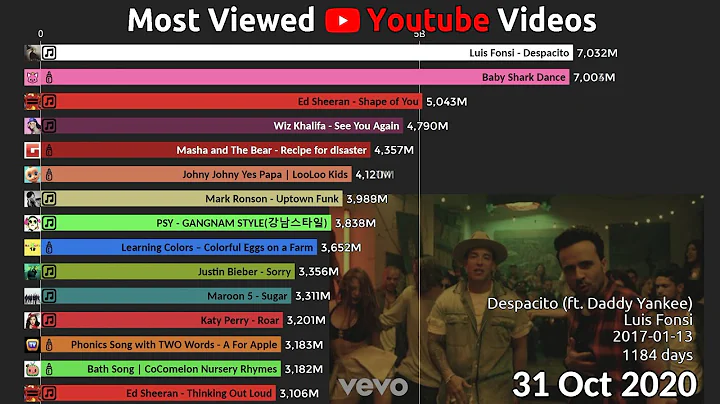 Most Viewed Youtube Videos
0
5B
Luis Fonsi - Despacito 7,032M
Baby Shark Dance 7,003M
Ed Sheeran - Shape of You 5,043M
Wiz Khalifa - See You Again 4,790M
Masha and The Bear - Recipe for disaster 4,357M
Johny Johny Yes Papa | LooLoo Kids
Mark Ronson - Uptown Funk 3,988M
PSY - GANGNAM STYLE(강남스타일) 3,838M
Learning Colors – Colorful Eggs on a Farm 3,652M
Justin Bieber - Sorry 3,356M
Maroon 5 - Sugar 3,311M
Katy Perry - Roar 3,201M
Phonics Song with TWO Words - A For Apple 3,183M
Bath Song | CoComelon Nursery Rhymes 3,182M
Ed Sheeran - Thinking Out Loud 3,106M
Despacito (ft. Daddy Yankee)
Luis Fonsi
2017-01-13
1184 days
vevo
31 Oct 2020